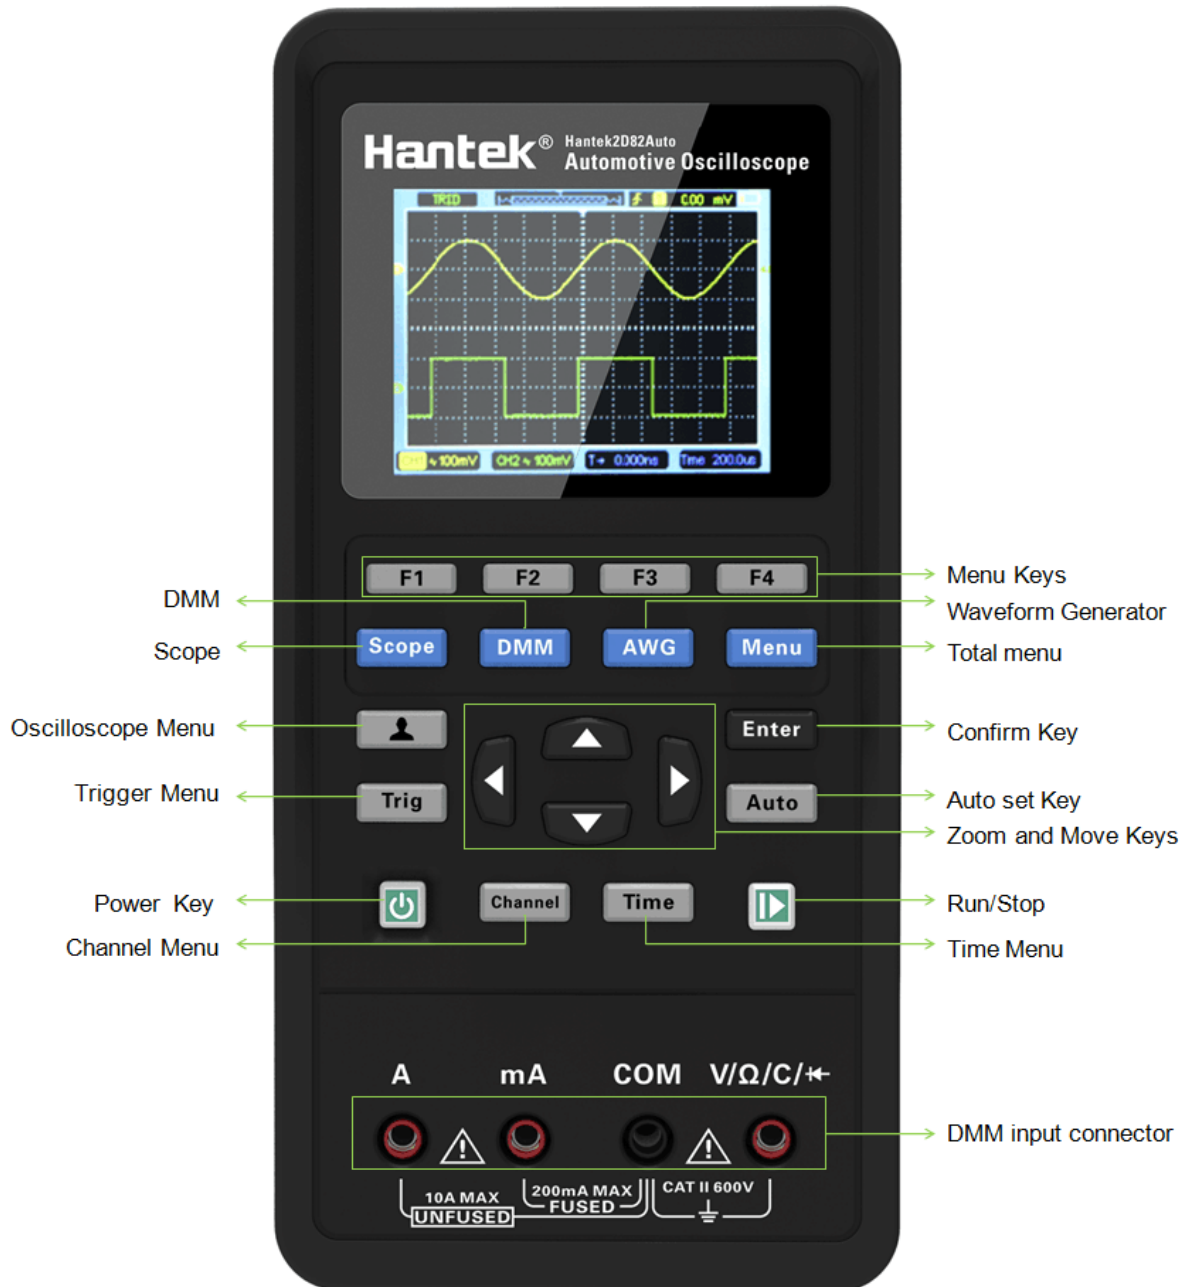 Hantek® Hantek2D82Auto
Automotive Oscilloscope
TRID C.00 mV
CH1 ∿ 100mV CH2 ∿ 100mV T→ 0.000ns Time 200.0us
F1 F2 F3 F4
Menu Keys
DMM
Waveform Generator
Scope
Scope DMM AWG Menu
Total menu
Oscilloscope Menu
Enter
Confirm Key
Trigger Menu
Trig
Auto
Auto set Key
Zoom and Move Keys
Power Key
Channel Time
Run/Stop
Channel Menu
Time Menu
A mA COM V/Ω/C/
DMM input connector
10A MAX
UNFUSED
200mA MAX
FUSED
CAT II 600V